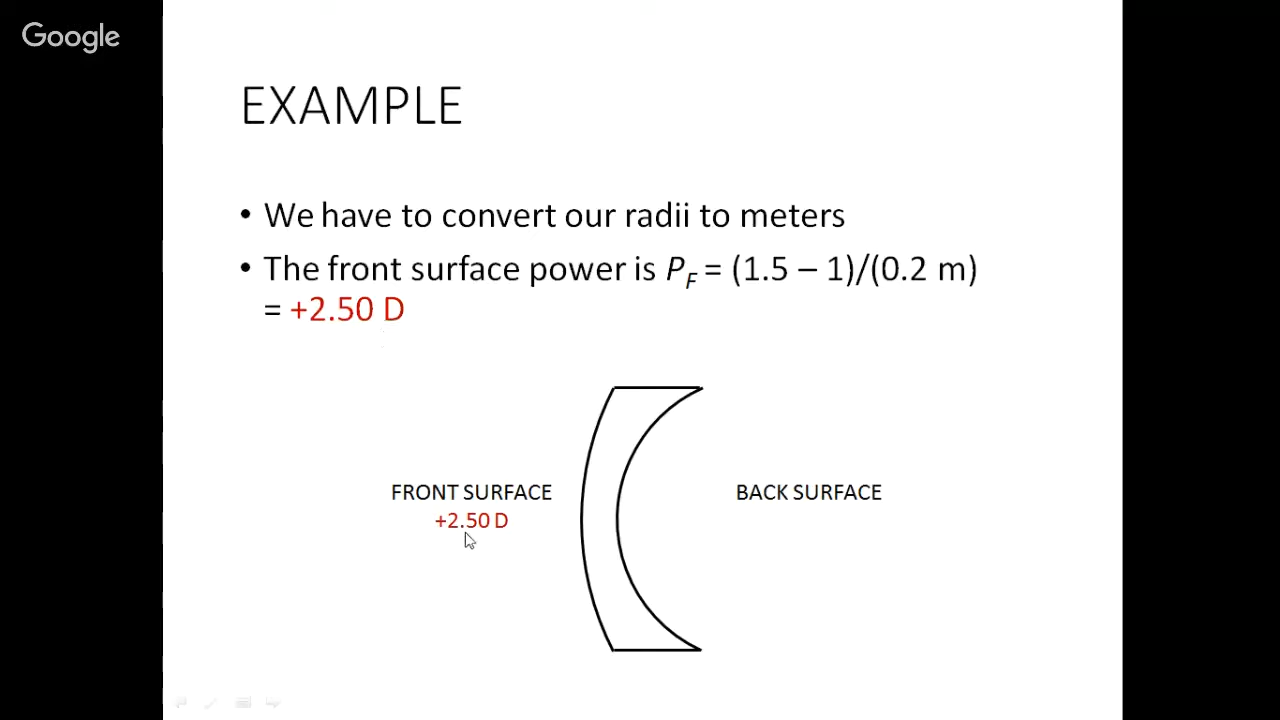 Google
EXAMPLE
• We have to convert our radii to meters
• The front surface power is P_F = (1.5 – 1)/(0.2 m)
= +2.50 D
FRONT SURFACE
+2.50 D
BACK SURFACE